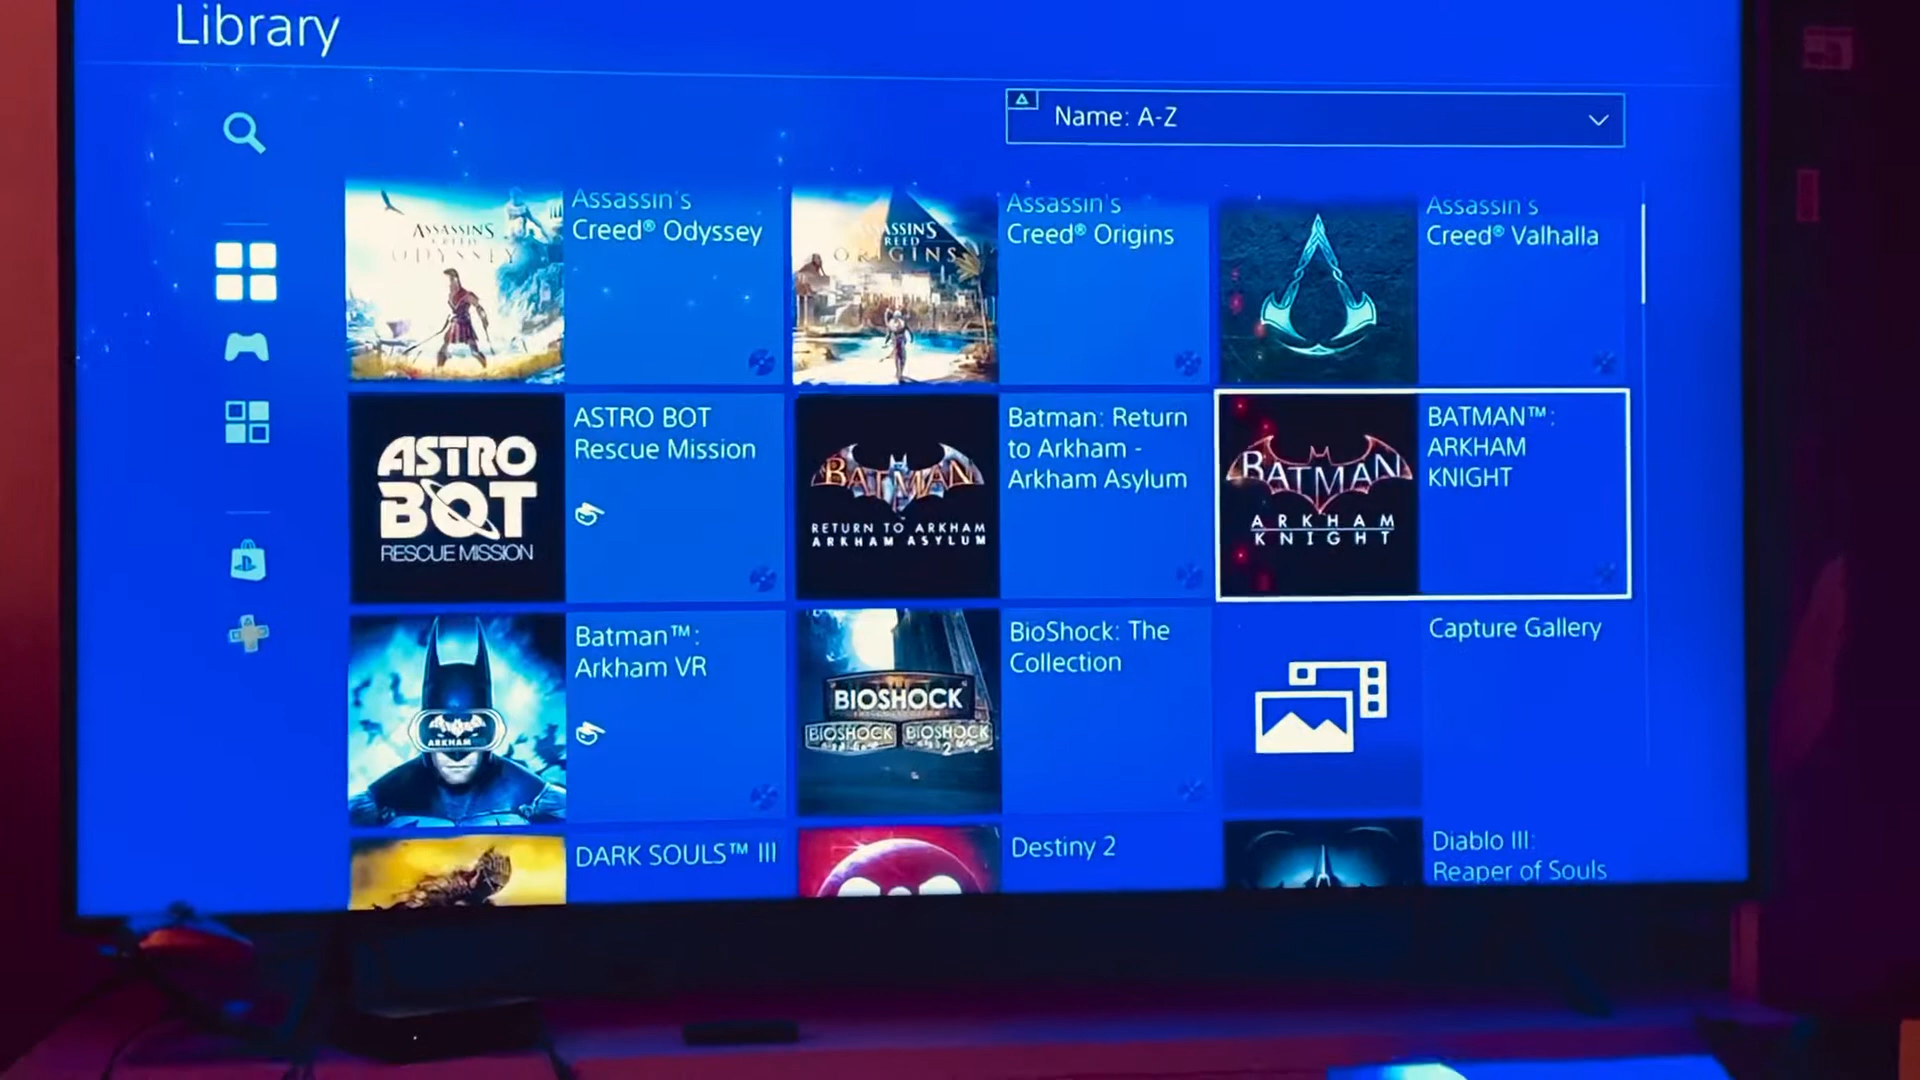 Library
Name: A-Z
ASSASSIN'S
CREED
ODYSSEY
Assassin's
Creed® Odyssey
ASSASSIN'S
CREED
ORIGINS
Assassin's
Creed® Origins
Assassin's
Creed® Valhalla
ASTRO
BOT
RESCUE MISSION
ASTRO BOT
Rescue Mission
BATMAN
RETURN TO ARKHAM
ARKHAM ASYLUM
Batman: Return
to Arkham -
Arkham Asylum
BATMAN
ARKHAM
KNIGHT
BATMAN™:
ARKHAM
KNIGHT
BATMAN
ARKHAM
Batman™:
Arkham VR
BIOSHOCK
BIOSHOCK
BIOSHOCK
2
BioShock: The
Collection
Capture Gallery
DARK SOULS™ III
Destiny 2
Diablo III:
Reaper of Souls